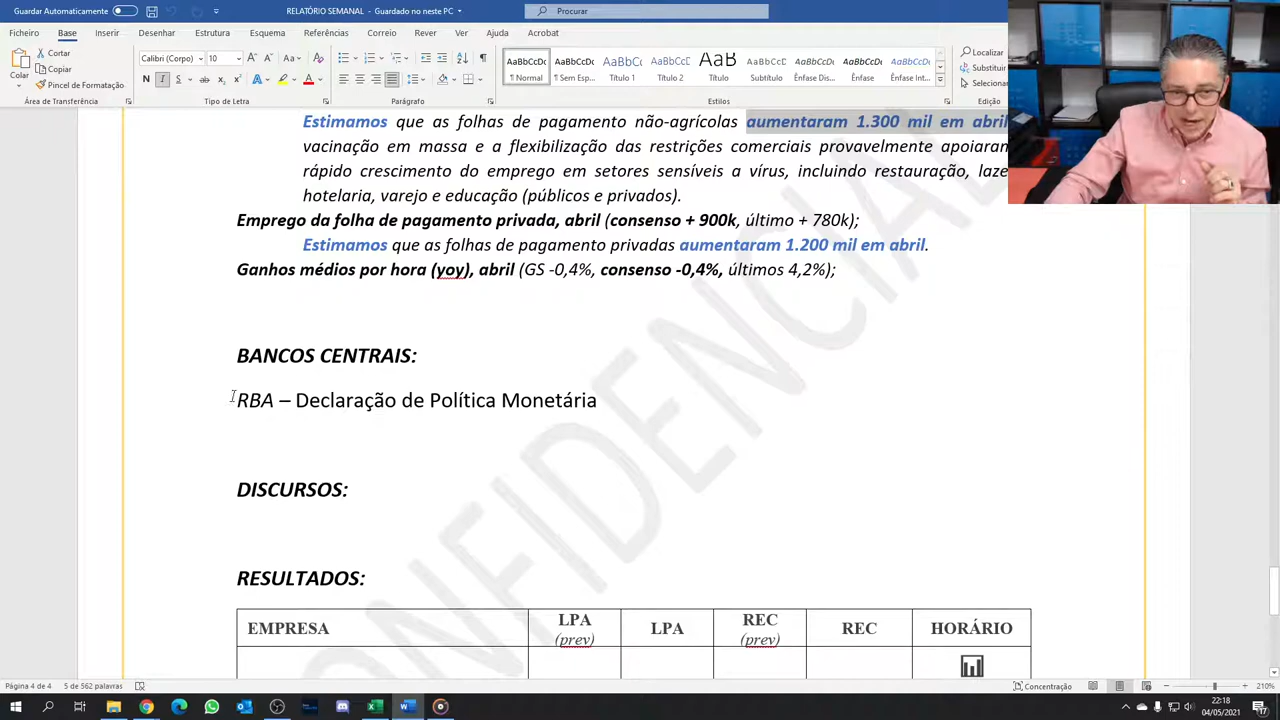 Guardar Automaticamente
RELATÓRIO SEMANAL - Guardado no neste PC
Procurar
Ficheiro Base Inserir Desenhar Estrutura Esquema Referências Correio Rever Ver Ajuda Acrobat
Colar
Cortar
Copiar
Pincel de Formatação
Área de Transferência
Calibri (Corpo) 10
N I S
Tipo de Letra
Parágrafo
AaBbCcDc AaBbCcDc AaBbCc AaBbCcD AaB AaBbCcD AaBbCcDc AaBbCcDc AaBbCcDc
¶ Normal ¶ Sem Esp... Título 1 Título 2 Título Subtítulo Ênfase Dis... Ênfase Ênfase Int...
Estilos
Localizar
Substituir
Selecionar
Edição
Estimamos que as folhas de pagamento não-agrícolas aumentaram 1.300 mil em abril
vacinação em massa e a flexibilização das restrições comerciais provavelmente apoiaram
rápido crescimento do emprego em setores sensíveis a vírus, incluindo restauração, laze
hotelaria, varejo e educação (públicos e privados).
Emprego da folha de pagamento privada, abril (consenso + 900k, último + 780k);
Estimamos que as folhas de pagamento privadas aumentaram 1.200 mil em abril.
Ganhos médios por hora (yoy), abril (GS -0,4%, consenso -0,4%, últimos 4,2%);
BANCOS CENTRAIS:
RBA – Declaração de Política Monetária
DISCURSOS:
RESULTADOS:
EMPRESA LPA (prev) LPA REC (prev) REC HORÁRIO
CONFIDENCIAL
Página 4 de 4 5 de 562 palavras
Concentração
210%
22:18
04/05/2021
17